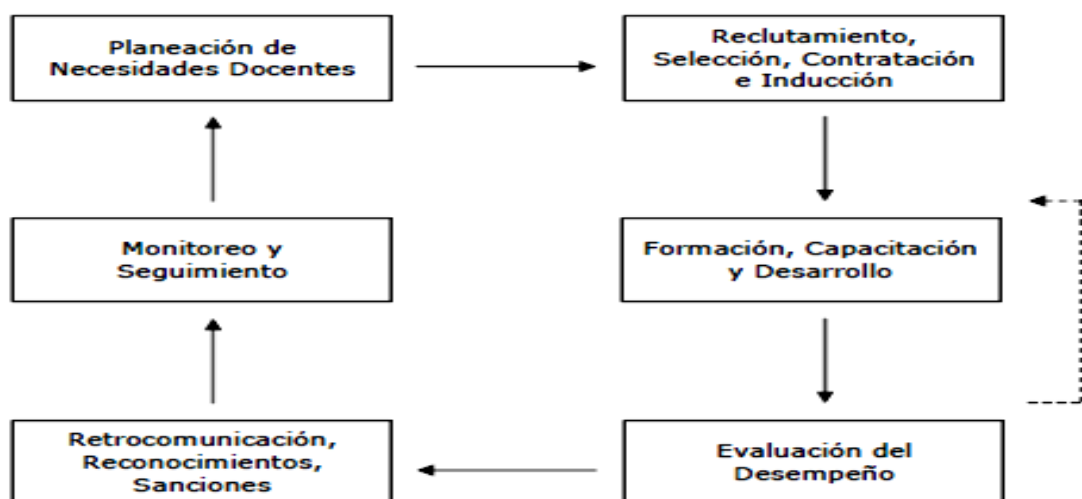 Planeación de
Necesidades Docentes
Reclutamiento,
Selección, Contratación
e Inducción
Monitoreo y
Seguimiento
Formación, Capacitación
y Desarrollo
Retrocomunicación,
Reconocimientos,
Sanciones
Evaluación del
Desempeño